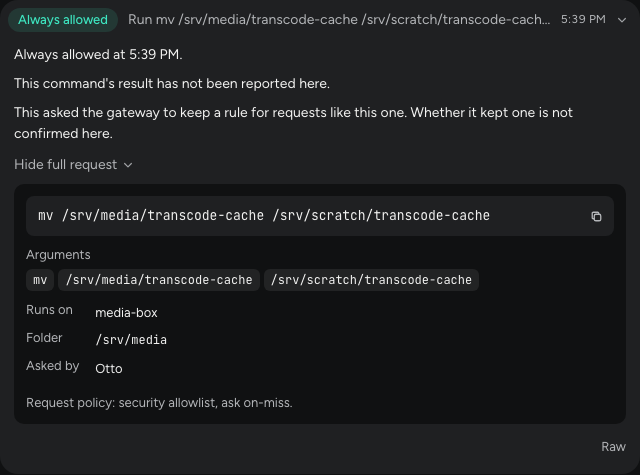 Always allowed Run mv /srv/media/transcode-cache /srv/scratch/transcode-cach... 5:39 PM
Always allowed at 5:39 PM.
This command's result has not been reported here.
This asked the gateway to keep a rule for requests like this one. Whether it kept one is not
confirmed here.
Hide full request
mv /srv/media/transcode-cache /srv/scratch/transcode-cache
Arguments
mv /srv/media/transcode-cache /srv/scratch/transcode-cache
Runs on media-box
Folder /srv/media
Asked by Otto
Request policy: security allowlist, ask on-miss.
Raw